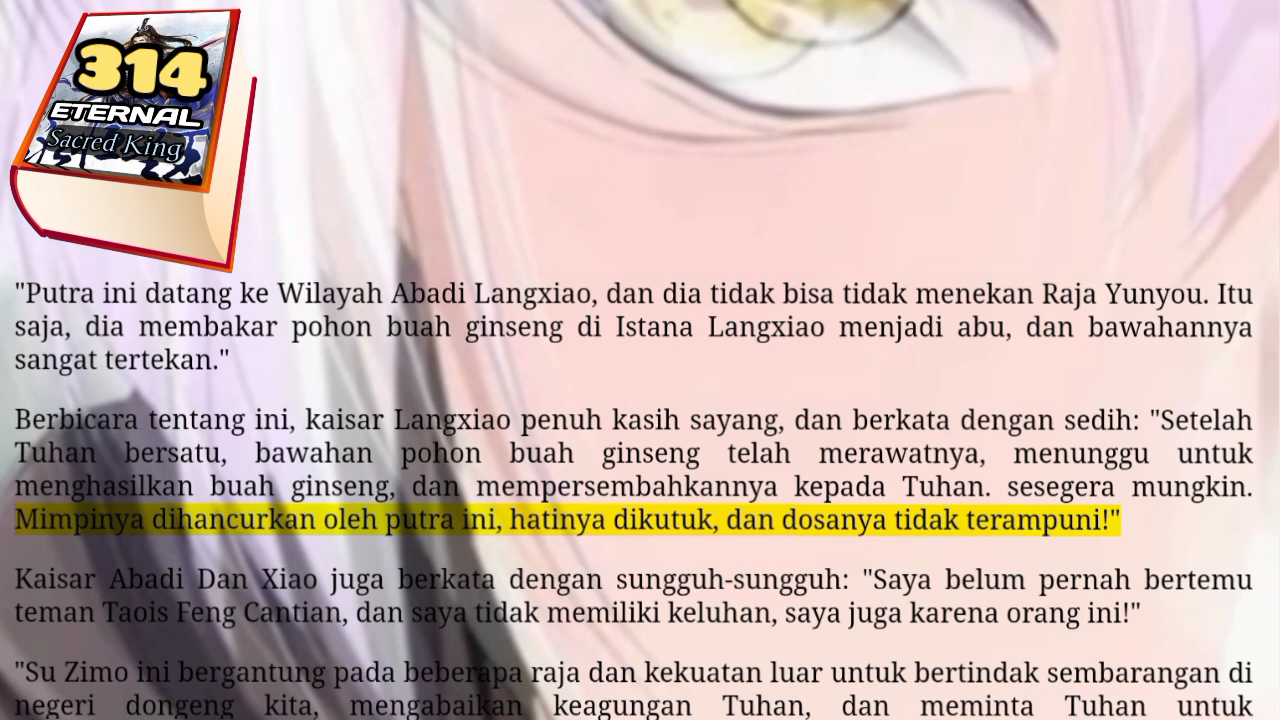 314
ETERNAL
Sacred King
"Putra ini datang ke Wilayah Abadi Langxiao, dan dia tidak bisa tidak menekan Raja Yunyou. Itu
saja, dia membakar pohon buah ginseng di Istana Langxiao menjadi abu, dan bawahannya
sangat tertekan."
Berbicara tentang ini, kaisar Langxiao penuh kasih sayang, dan berkata dengan sedih: "Setelah
Tuhan bersatu, bawahan pohon buah ginseng telah merawatnya, menunggu untuk
menghasilkan buah ginseng, dan mempersembahkannya kepada Tuhan. sesegera mungkin.
Mimpinya dihancurkan oleh putra ini, hatinya dikutuk, dan dosanya tidak terampuni!"
Kaisar Abadi Dan Xiao juga berkata dengan sungguh-sungguh: "Saya belum pernah bertemu
teman Taois Feng Cantian, dan saya tidak memiliki keluhan, saya juga karena orang ini!"
"Su Zimo ini bergantung pada beberapa raja dan kekuatan luar untuk bertindak sembarangan di
negeri dongeng kita, mengabaikan keagungan Tuhan, dan meminta Tuhan untuk